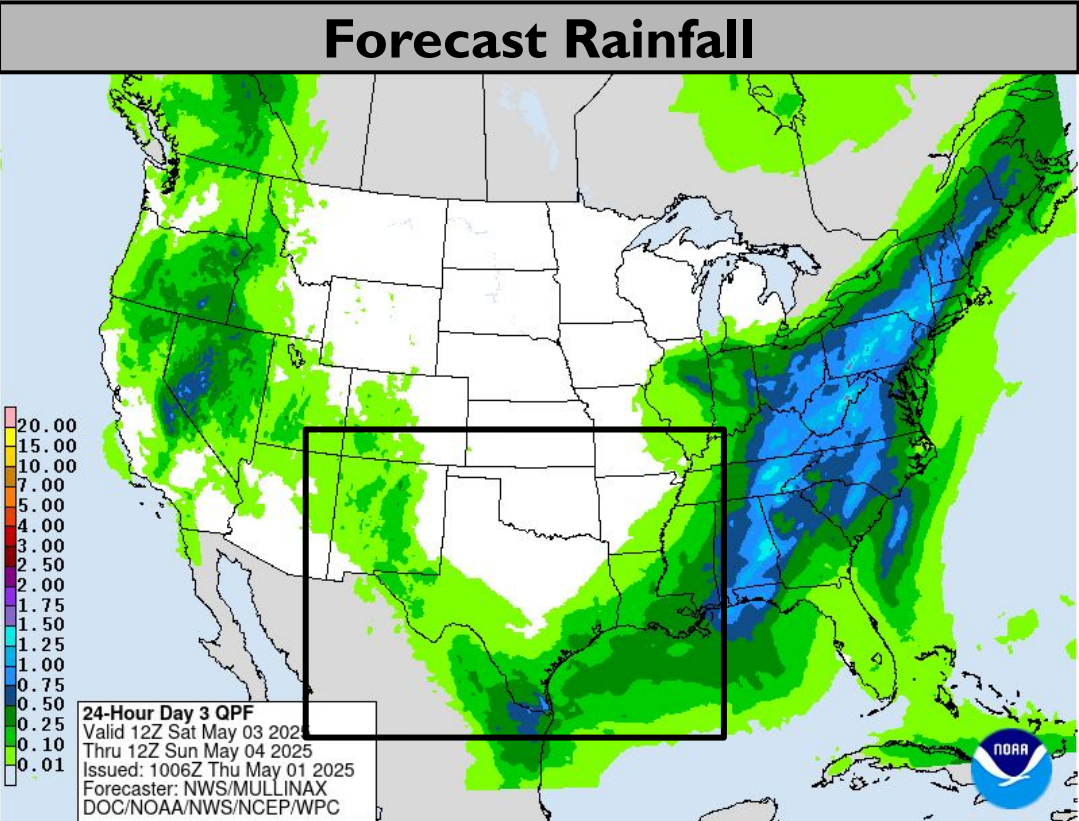 Forecast Rainfall
20.00
15.00
10.00
7.00
5.00
4.00
3.00
2.50
2.00
1.75
1.50
1.25
1.00
0.75
0.50
0.25
0.10
0.01
24-Hour Day 3 QPF
Valid 12Z Sat May 03 2025
Thru 12Z Sun May 04 2025
Issued: 1006Z Thu May 01 2025
Forecaster: NWS/MULLINAX
DOC/NOAA/NWS/NCEP/WPC
NOAA